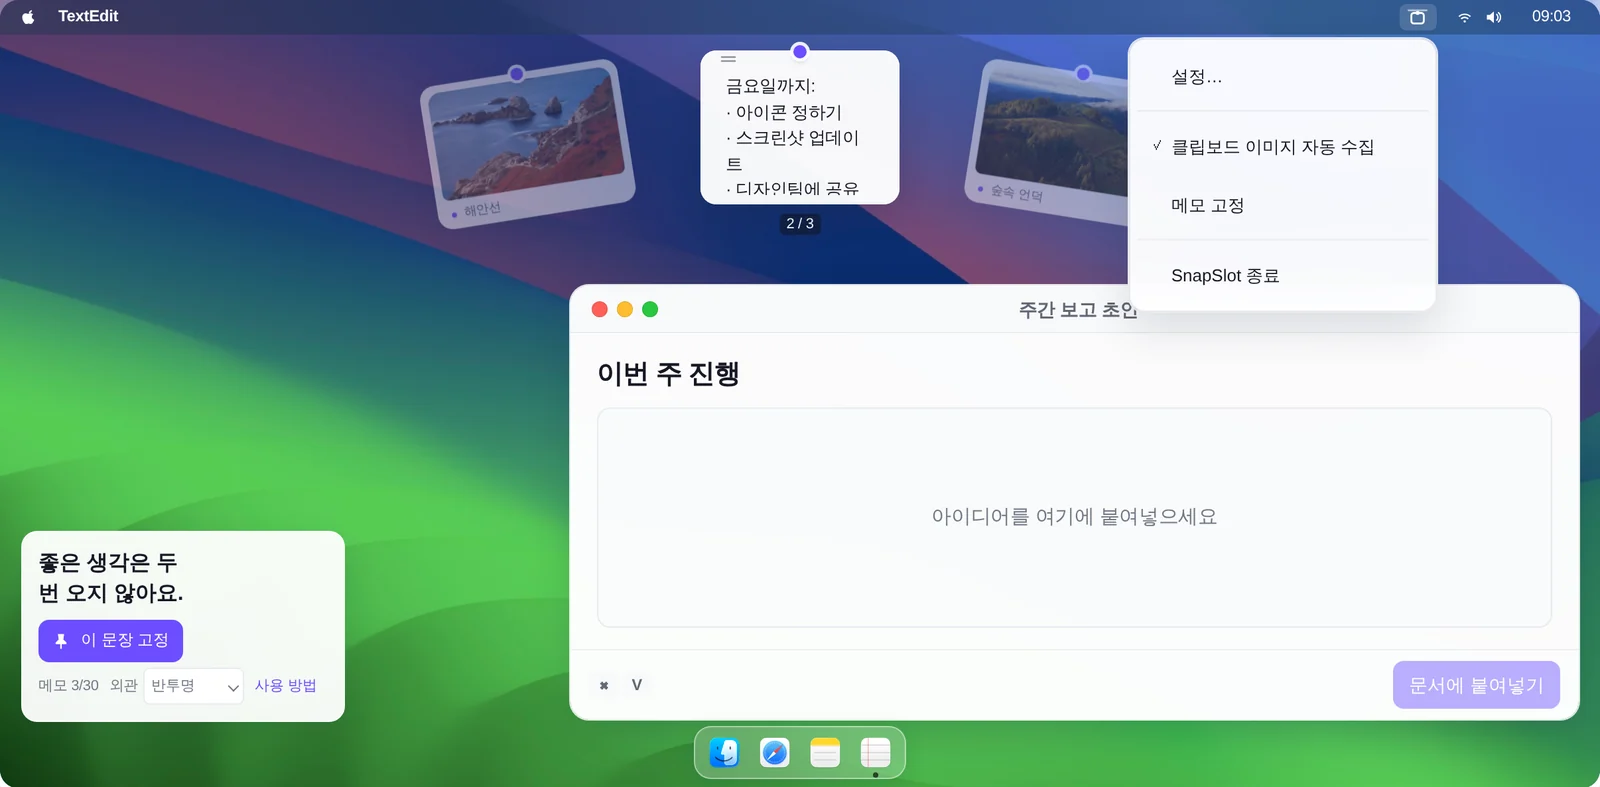 TextEdit
09:03
해안선
금요일까지:
· 아이콘 정하기
· 스크린샷 업데이
트
· 디자인팀에 공유
2 / 3
숲속 언덕
설정...
✓ 클립보드 이미지 자동 수집
메모 고정
SnapSlot 종료
주간 보고 초안
이번 주 진행
아이디어를 여기에 붙여넣으세요
⌘ V
문서에 붙여넣기
좋은 생각은 두
번 오지 않아요.
이 문장 고정
메모 3/30 외관 반투명 사용 방법